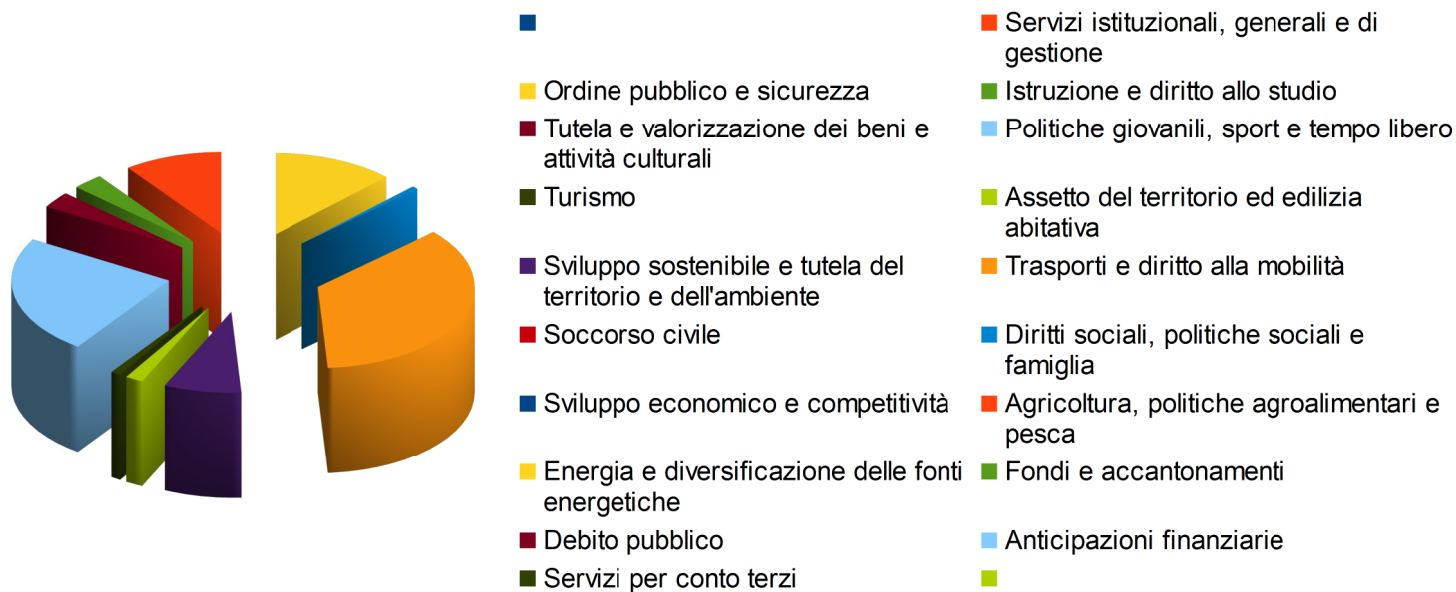 Servizi istituzionali, generali e di
gestione
Ordine pubblico e sicurezza
Istruzione e diritto allo studio
Tutela e valorizzazione dei beni e
attività culturali
Politiche giovanili, sport e tempo libero
Turismo
Assetto del territorio ed edilizia
abitativa
Sviluppo sostenibile e tutela del
territorio e dell'ambiente
Trasporti e diritto alla mobilità
Soccorso civile
Diritti sociali, politiche sociali e
famiglia
Sviluppo economico e competitività
Agricoltura, politiche agroalimentari e
pesca
Energia e diversificazione delle fonti
energetiche
Fondi e accantonamenti
Debito pubblico
Anticipazioni finanziarie
Servizi per conto terzi